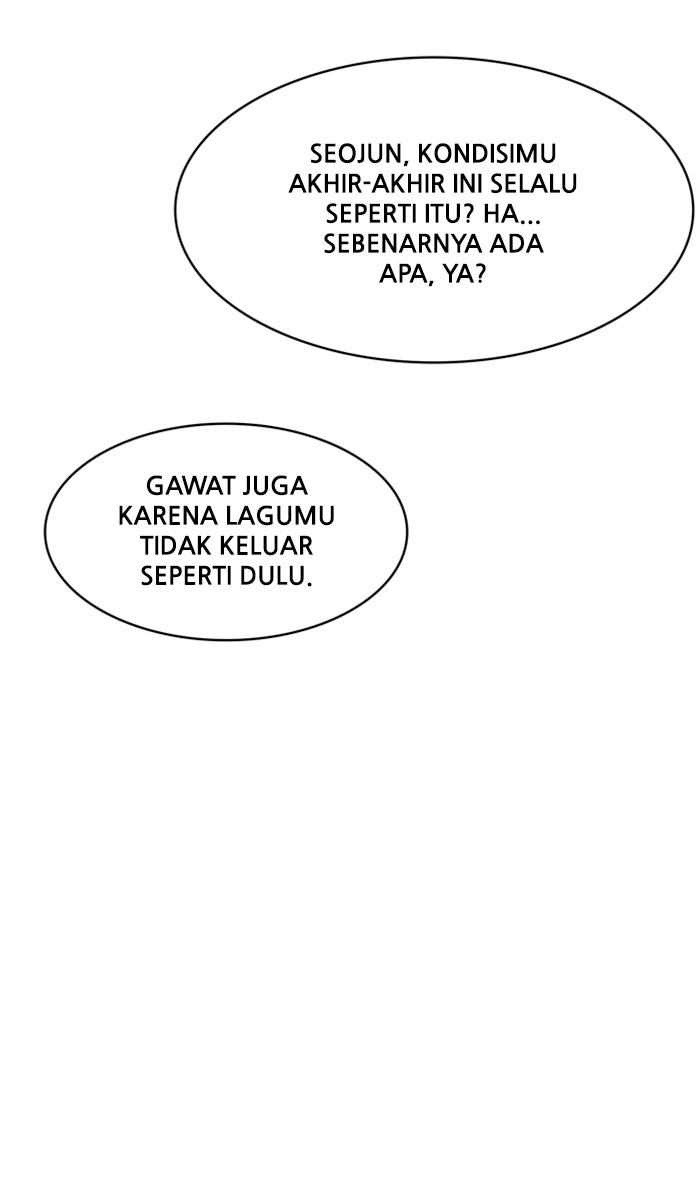 SEOJUN, KONDISIMU
AKHIR-AKHIR INI SELALU
SEPERTI ITU? HA...
SEBENARNYA ADA
APA, YA?
GAWAT JUGA
KARENA LAGUMU
TIDAK KELUAR
SEPERTI DULU.